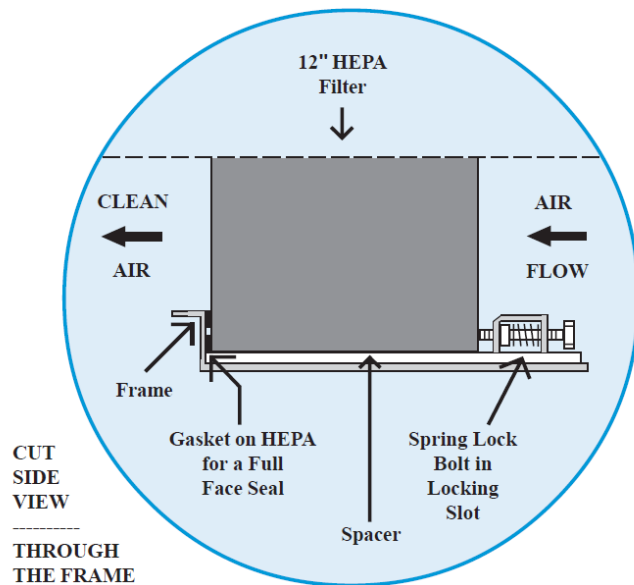 12" HEPA
Filter
CLEAN
AIR
AIR
FLOW
Frame
Gasket on HEPA
for a Full
Face Seal
Spacer
Spring Lock
Bolt in
Locking
Slot
CUT
SIDE
VIEW
----------
THROUGH
THE FRAME